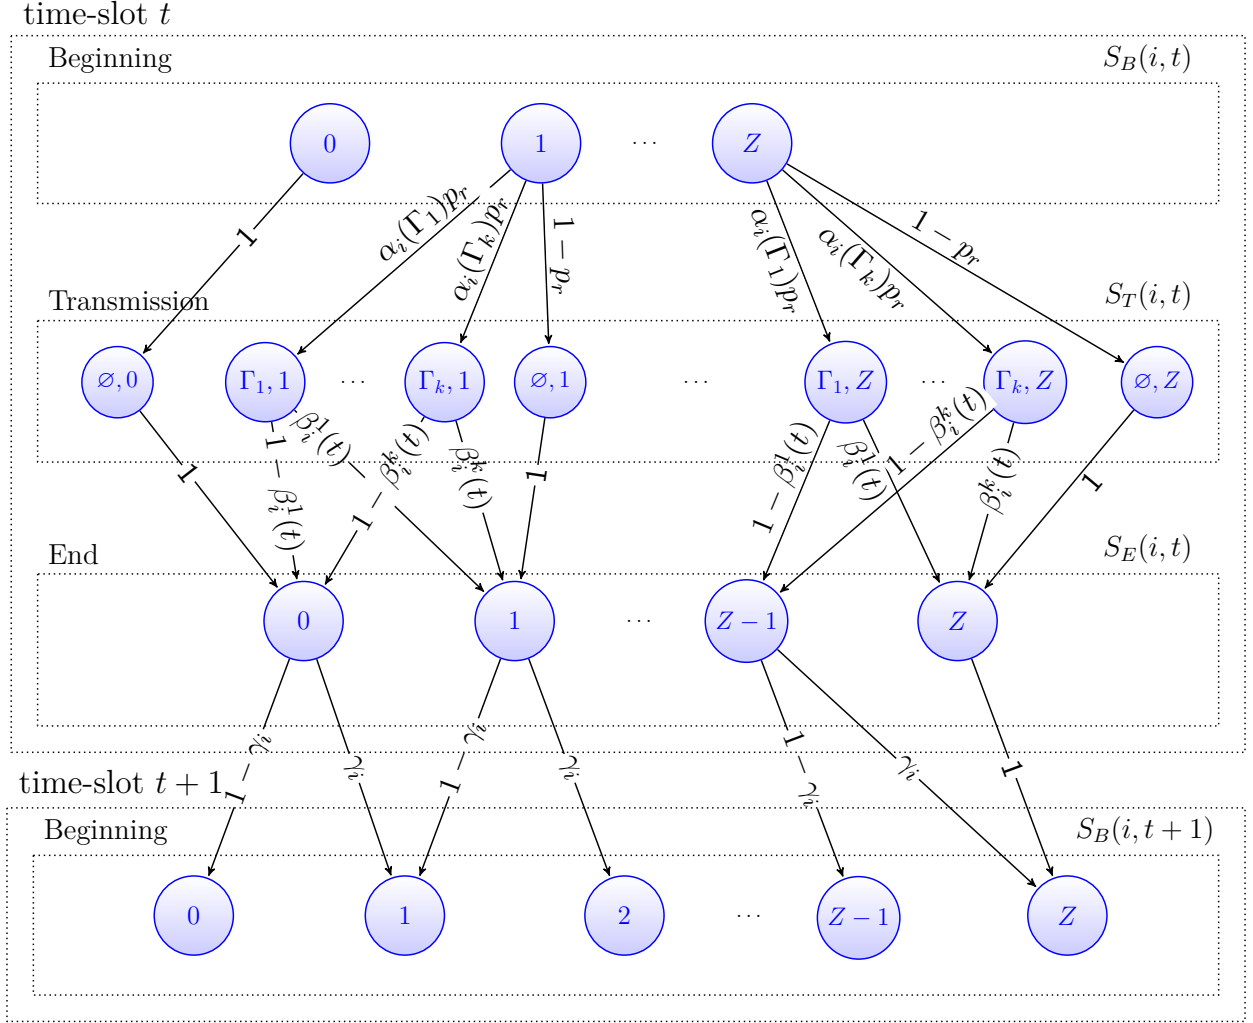 time-slot t
Beginning S_B(i, t)
0 1 ... Z
1 α_i(Γ_1)p_r α_i(Γ_k)p_r 1 − p_r α_i(Γ_1)p_r α_i(Γ_k)p_r 1 − p_r
Transmission S_T(i, t)
∅, 0 Γ_1, 1 ... Γ_k, 1 ∅, 1 ... Γ_1, Z ... Γ_k, Z ∅, Z
1 1 − β_i^1(t) β_i^1(t) 1 − β_i^k(t) β_i^k(t) 1 1 − β_i^1(t) β_i^1(t) 1 − β_i^k(t) β_i^k(t) 1
End S_E(i, t)
0 1 ... Z − 1 Z
1 − γ_i γ_i 1 − γ_i γ_i 1 − γ_i γ_i 1
time-slot t + 1
Beginning S_B(i, t + 1)
0 1 2 ... Z − 1 Z